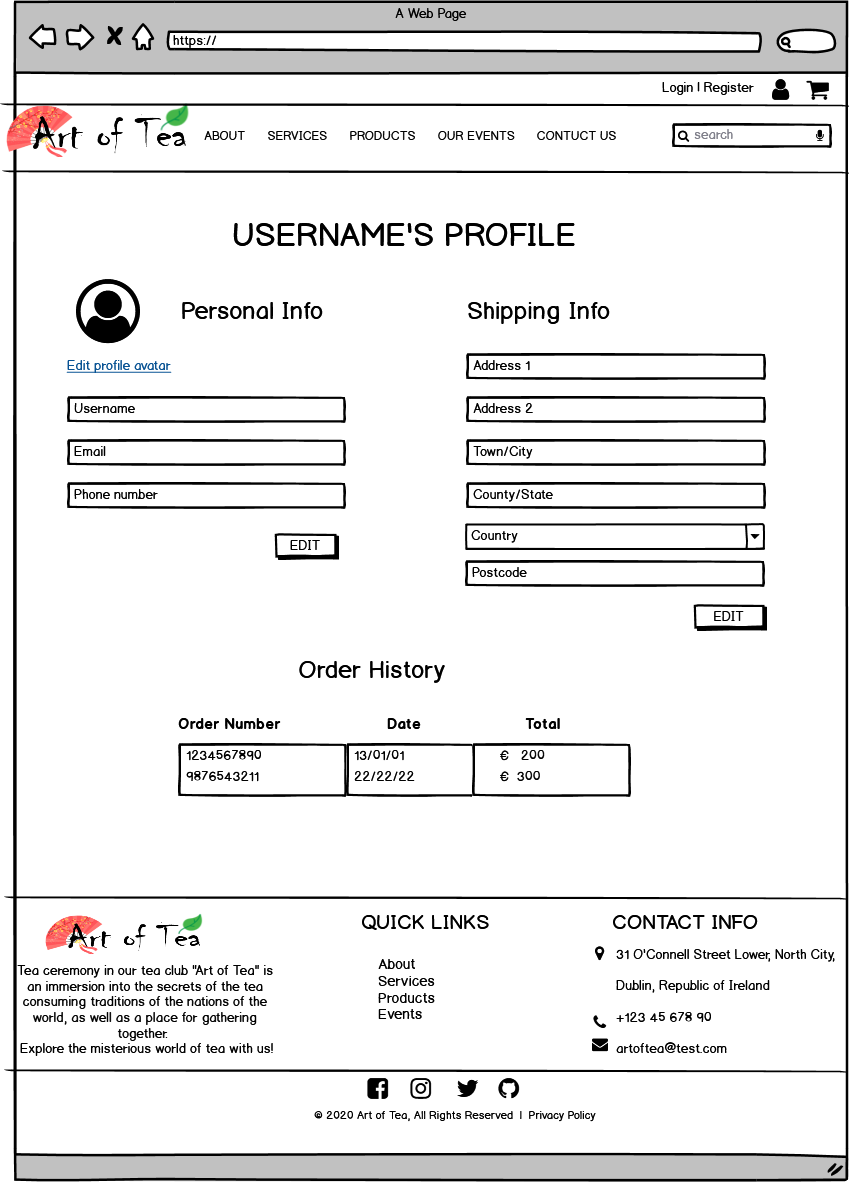 A Web Page
https://
Login | Register
Art of Tea ABOUT SERVICES PRODUCTS OUR EVENTS CONTUCT US search
USERNAME'S PROFILE
Personal Info
Edit profile avatar
Username
Email
Phone number
EDIT
Shipping Info
Address 1
Address 2
Town/City
County/State
Country
Postcode
EDIT
Order History
Order Number Date Total
1234567890 13/01/01 € 200
9876543211 22/22/22 € 300
Art of Tea
Tea ceremony in our tea club "Art of Tea" is
an immersion into the secrets of the tea
consuming traditions of the nations of the
world, as well as a place for gathering
together.
Explore the misterious world of tea with us!
QUICK LINKS
About
Services
Products
Events
CONTACT INFO
31 O'Connell Street Lower, North City,
Dublin, Republic of Ireland
+123 45 678 90
artoftea@test.com
© 2020 Art of Tea, All Rights Reserved | Privacy Policy